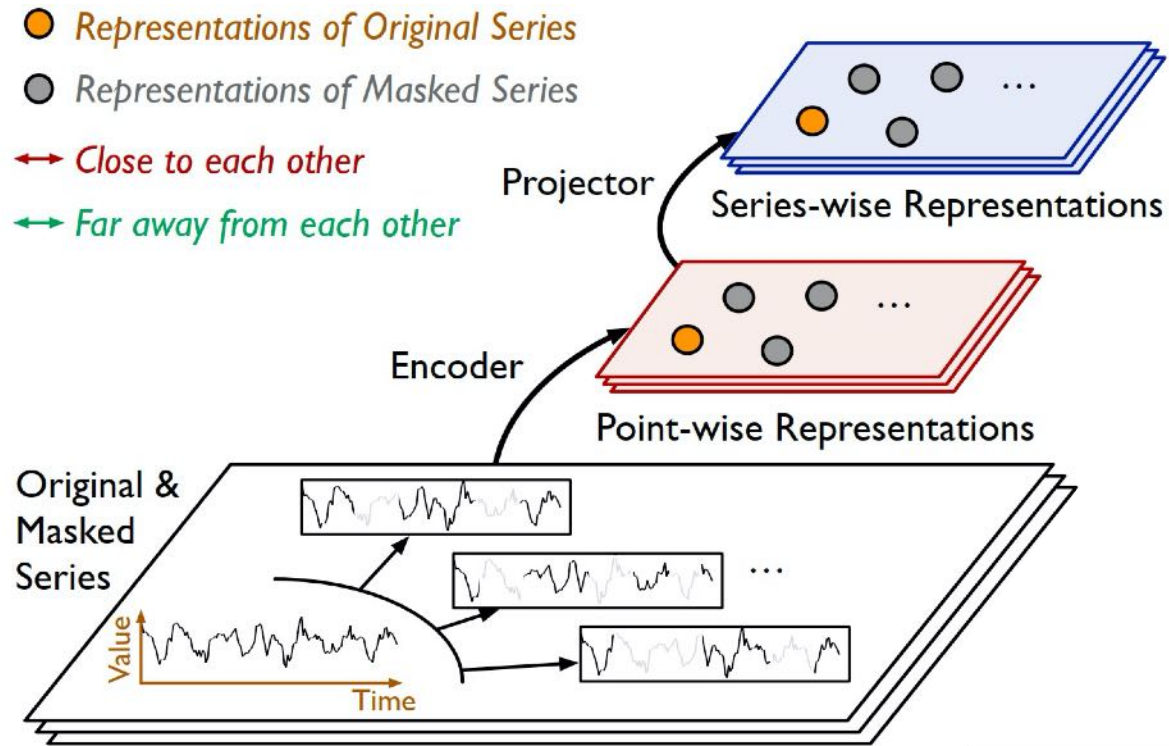 Representations of Original Series
Representations of Masked Series
Close to each other
Far away from each other
Projector
Series-wise Representations
...
Encoder
Point-wise Representations
...
Original &
Masked
Series
...
Value
Time